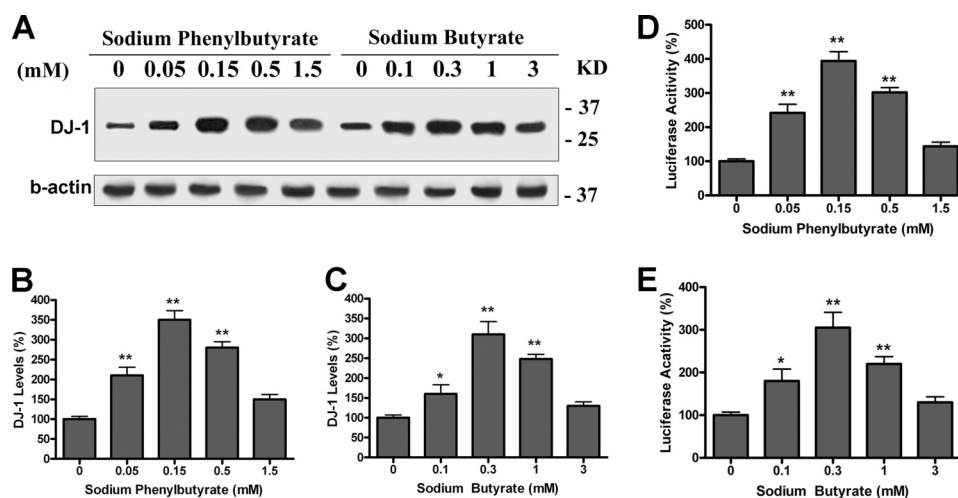 A
Sodium Phenylbutyrate Sodium Butyrate
(mM) 0 0.05 0.15 0.5 1.5 0 0.1 0.3 1 3 KD
DJ-1
- 37
- 25
b-actin
- 37
B
DJ-1 Levels (%)
400
350
300
250
200
150
100
50
0
** ** **
0 0.05 0.15 0.5 1.5
Sodium Phenylbutyrate (mM)
C
DJ-1 Levels (%)
400
350
300
250
200
150
100
50
0
* ** **
0 0.1 0.3 1 3
Sodium Butyrate (mM)
D
Luciferase Acitivity (%)
500
400
300
200
100
0
** ** **
0 0.05 0.15 0.5 1.5
Sodium Phenylbutyrate (mM)
E
Luciferase Acativity (%)
400
300
200
100
0
* ** **
0 0.1 0.3 1 3
Sodium Butyrate (mM)